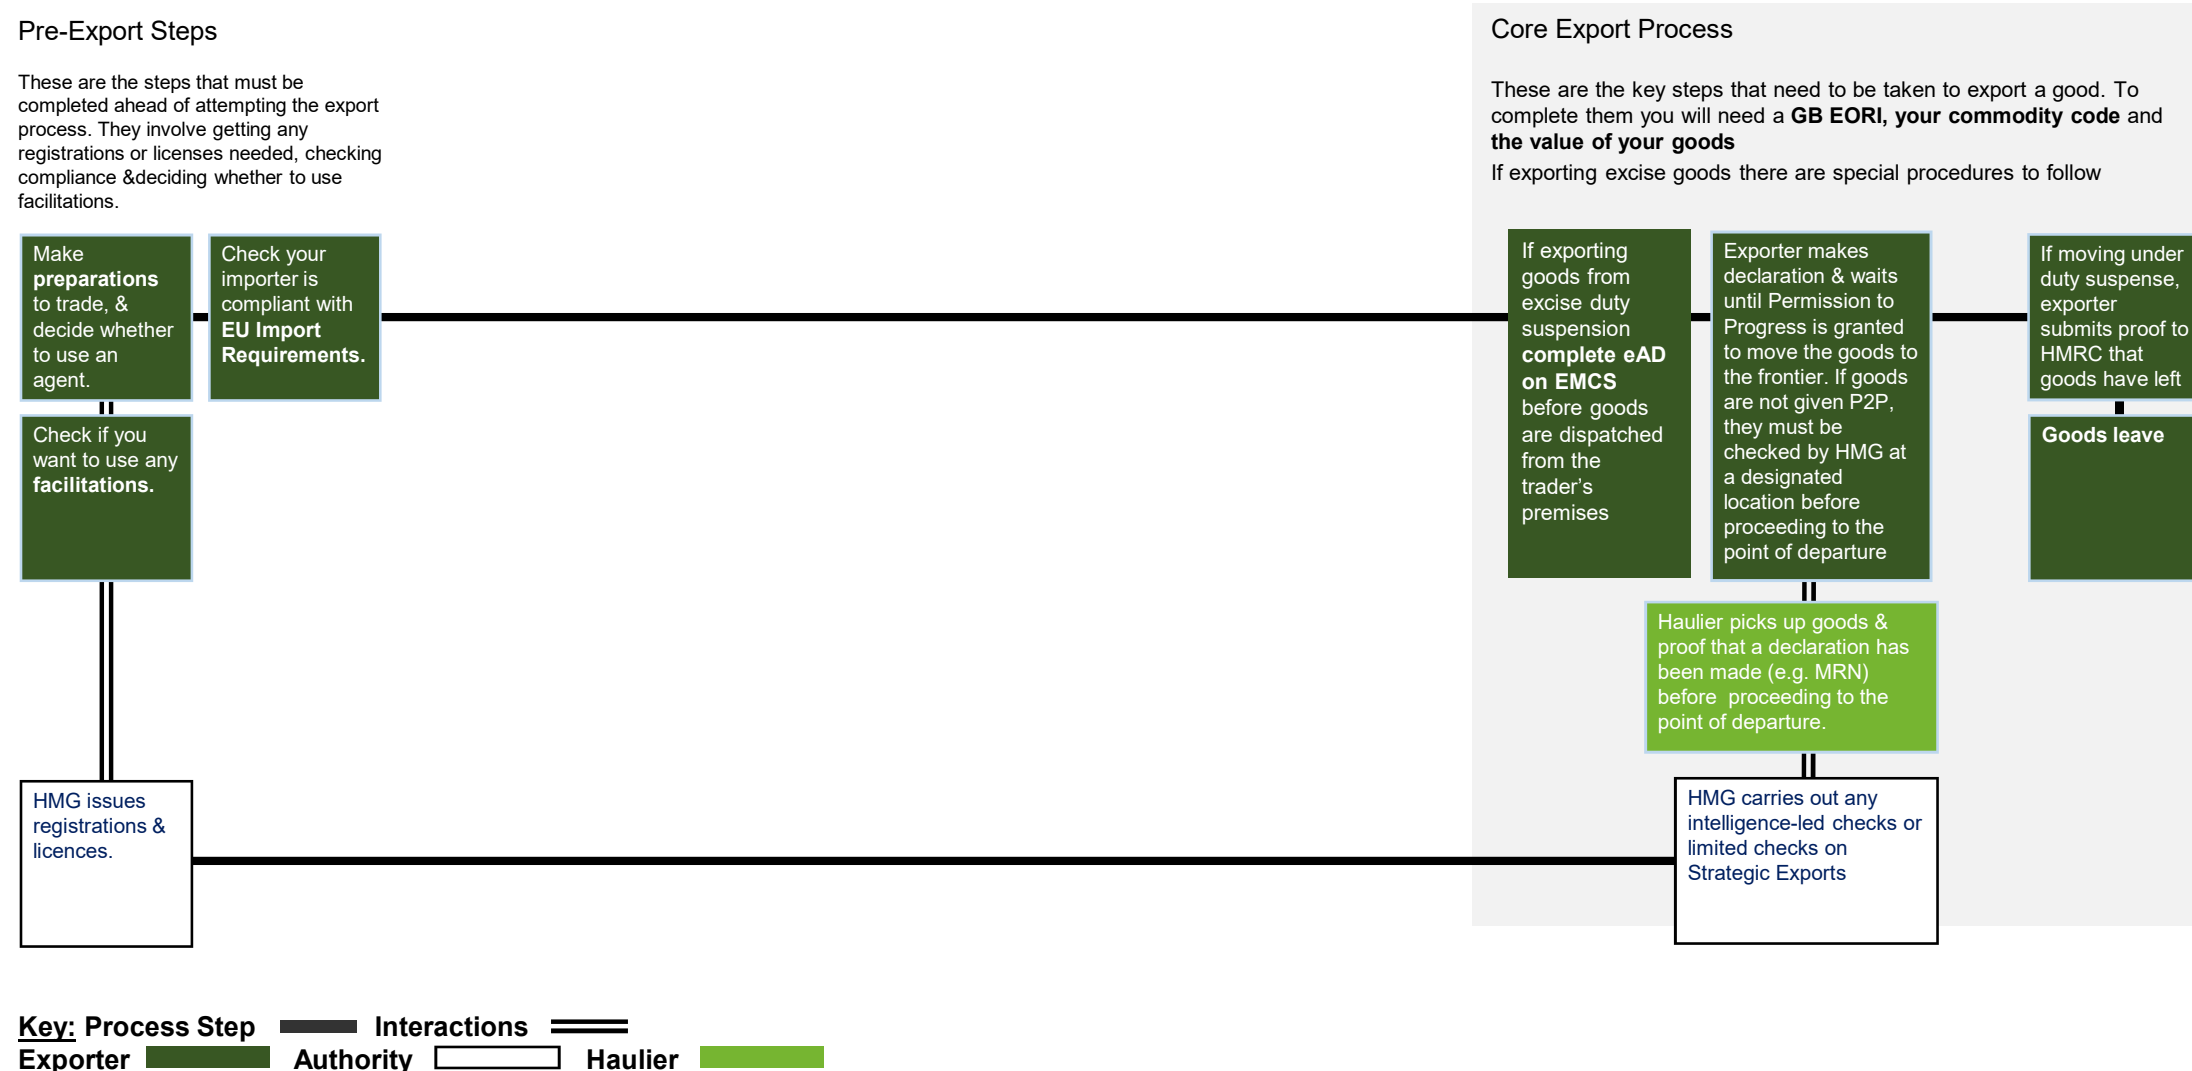 Pre-Export Steps
These are the steps that must be
completed ahead of attempting the export
process. They involve getting any
registrations or licenses needed, checking
compliance &deciding whether to use
facilitations.
Make
preparations
to trade, &
decide whether
to use an
agent.
Check your
importer is
compliant with
EU Import
Requirements.
Check if you
want to use any
facilitations.
HMG issues
registrations &
licences.
Core Export Process
These are the key steps that need to be taken to export a good. To
complete them you will need a GB EORI, your commodity code and
the value of your goods
If exporting excise goods there are special procedures to follow
If exporting
goods from
excise duty
suspension
complete eAD
on EMCS
before goods
are dispatched
from the
trader's
premises
Exporter makes
declaration & waits
until Permission to
Progress is granted
to move the goods to
the frontier. If goods
are not given P2P,
they must be
checked by HMG at
a designated
location before
proceeding to the
point of departure
If moving under
duty suspense,
exporter
submits proof to
HMRC that
goods have left
Goods leave
Haulier picks up goods &
proof that a declaration has
been made (e.g. MRN)
before  proceeding to the
point of departure.
HMG carries out any
intelligence-led checks or
limited checks on
Strategic Exports
Key: Process Step Interactions
Exporter Authority Haulier